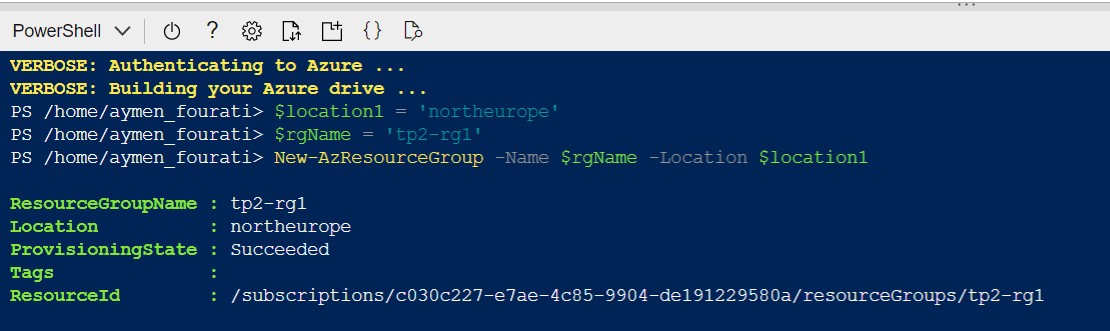 PowerShell
VERBOSE: Authenticating to Azure ...
VERBOSE: Building your Azure drive ...
PS /home/aymen_fourati> $location1 = 'northeurope'
PS /home/aymen_fourati> $rgName = 'tp2-rg1'
PS /home/aymen_fourati> New-AzResourceGroup -Name $rgName -Location $location1
ResourceGroupName : tp2-rg1
Location : northeurope
ProvisioningState : Succeeded
Tags :
ResourceId : /subscriptions/c030c227-e7ae-4c85-9904-de191229580a/resourceGroups/tp2-rg1